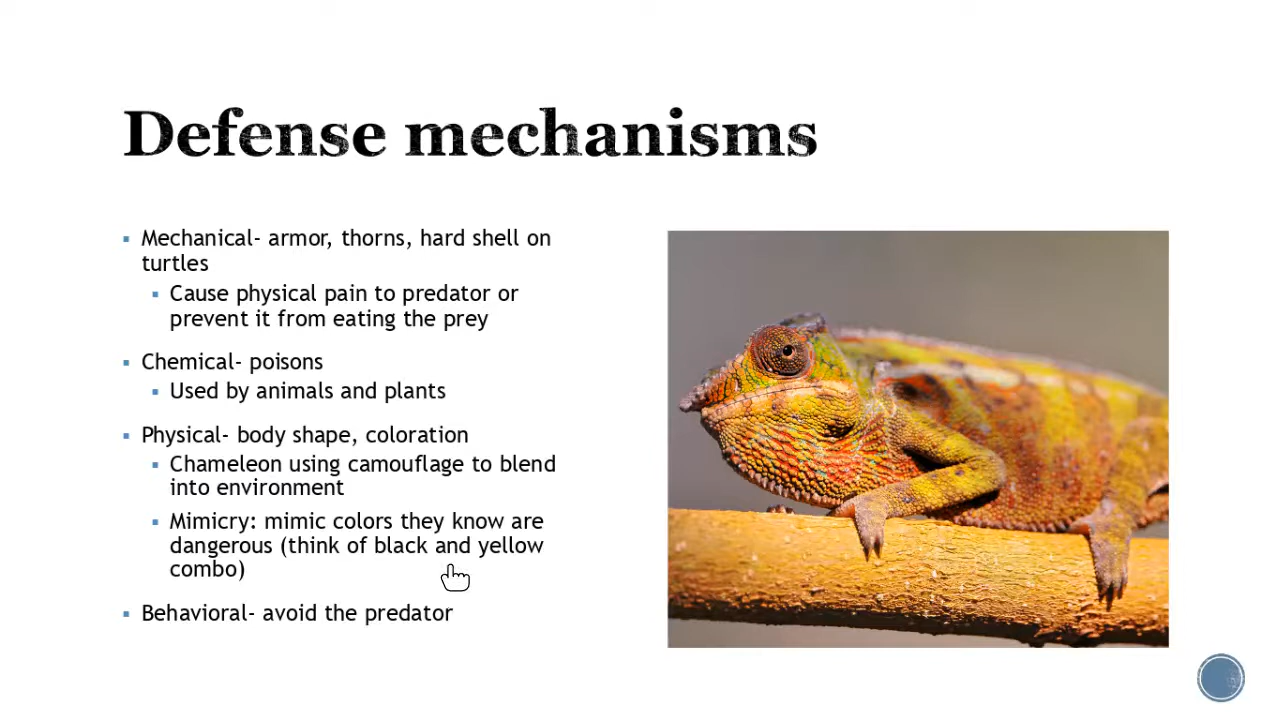 Defense mechanisms
▪ Mechanical- armor, thorns, hard shell on
turtles
▪ Cause physical pain to predator or
prevent it from eating the prey
▪ Chemical- poisons
▪ Used by animals and plants
▪ Physical- body shape, coloration
▪ Chameleon using camouflage to blend
into environment
▪ Mimicry: mimic colors they know are
dangerous (think of black and yellow
combo)
▪ Behavioral- avoid the predator